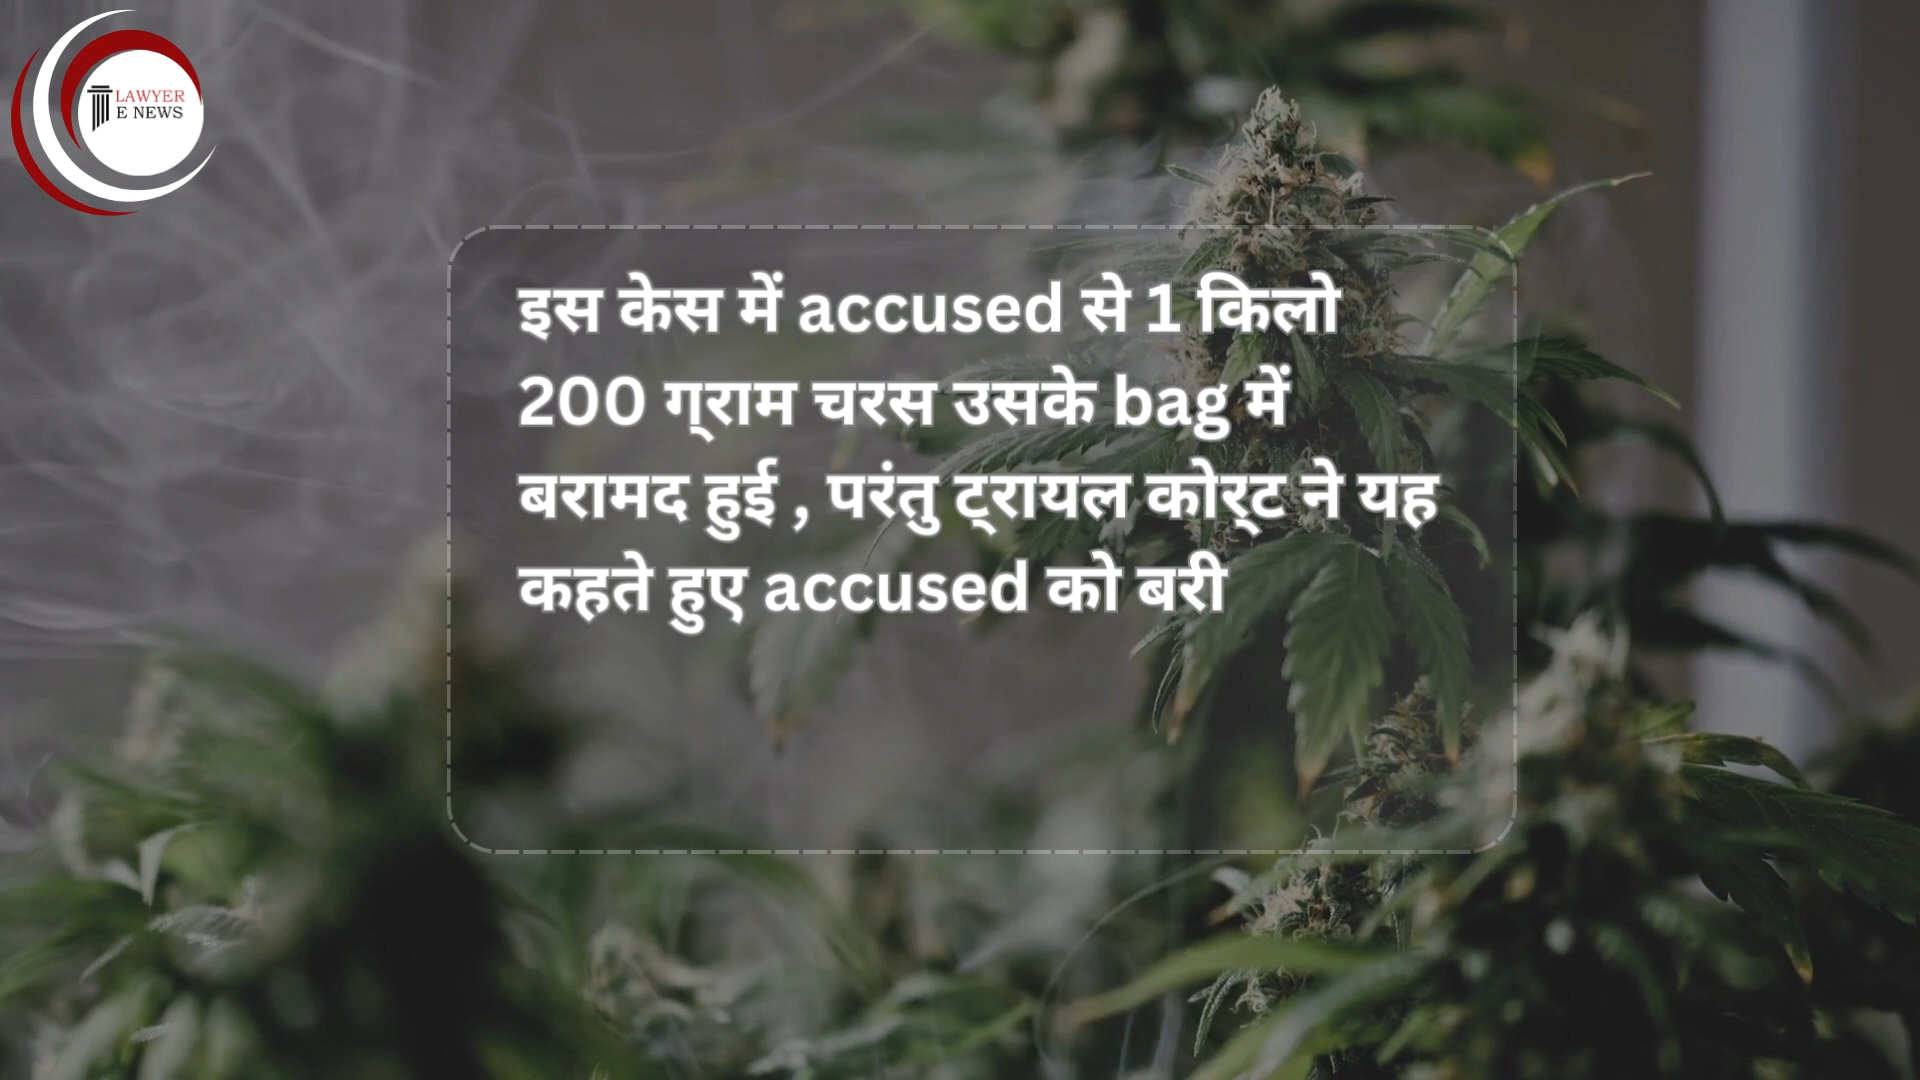 LAWYER
E NEWS
इस केस में accused से 1 किलो
200 ग्राम चरस उसके bag में
बरामद हुई , परंतु ट्रायल कोर्ट ने यह
कहते हुए accused को बरी